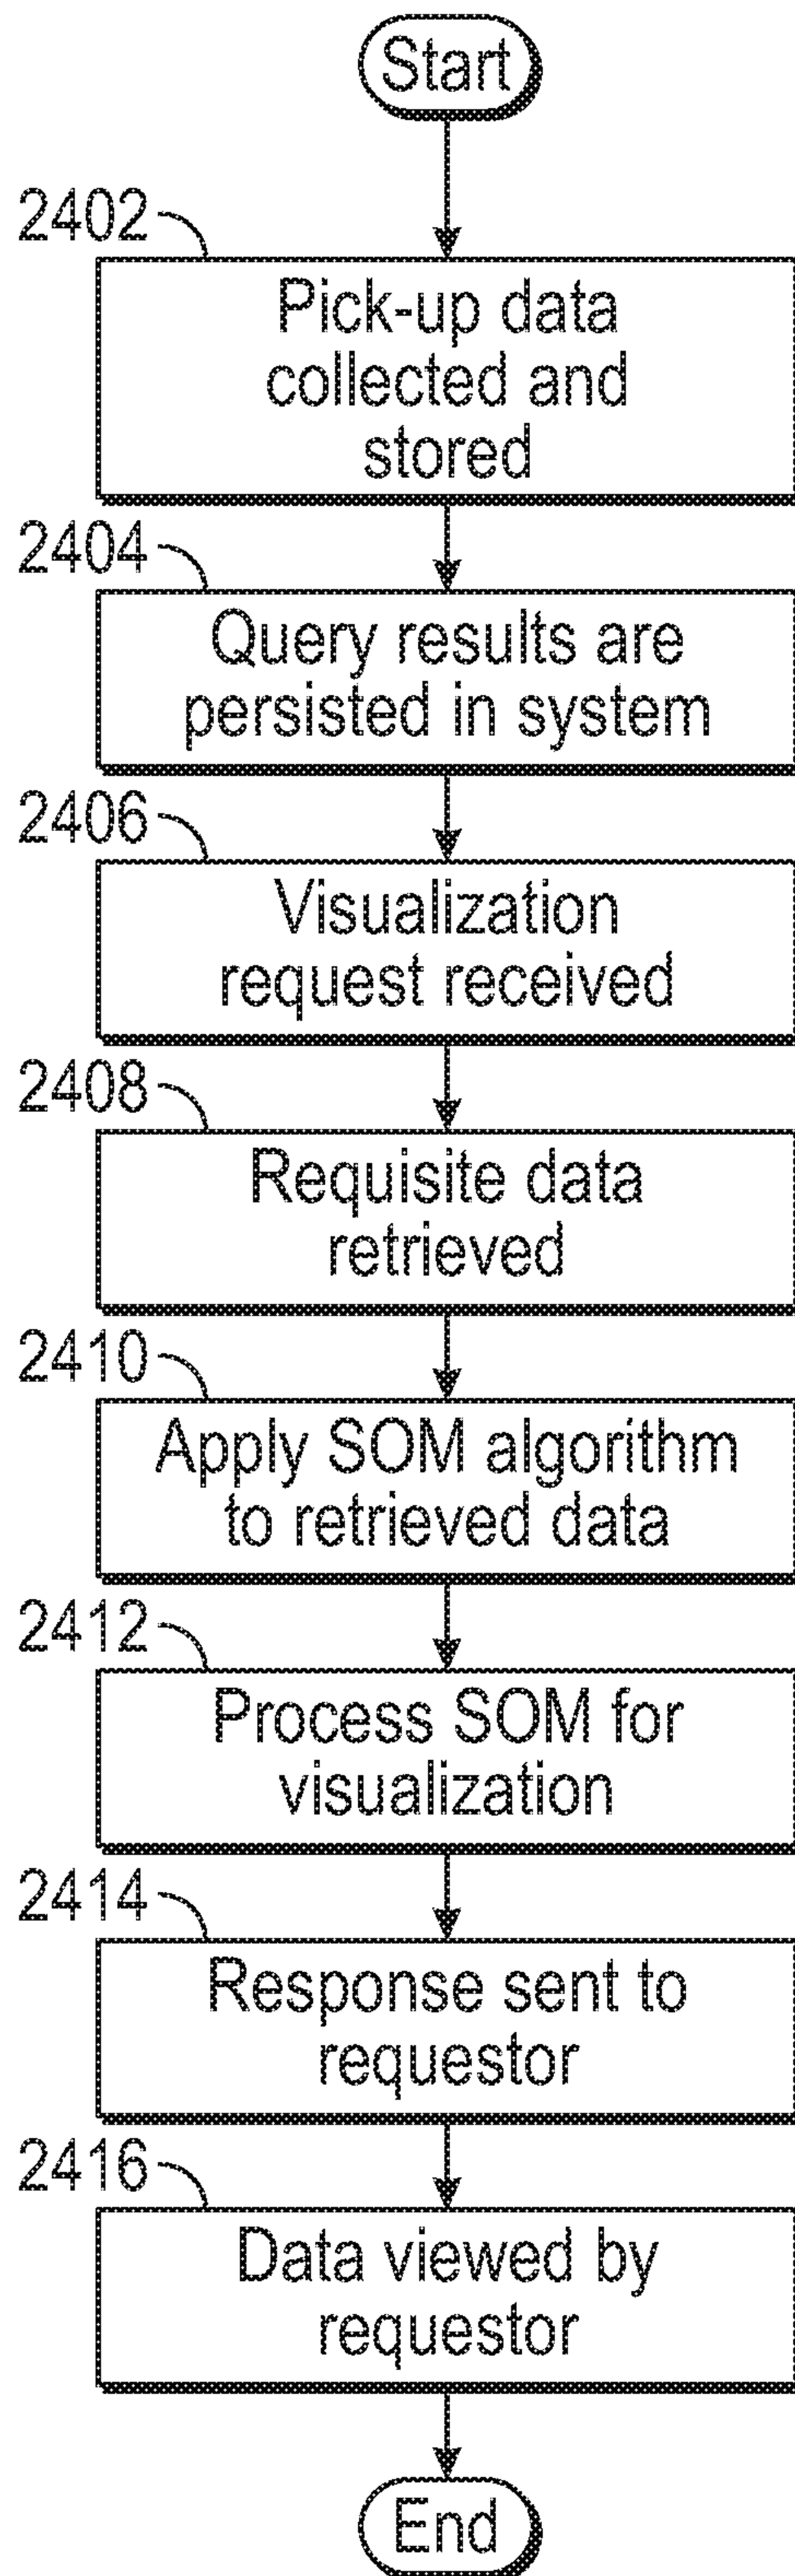 Start
2402
Pick-up data
collected and
stored
2404
Query results are
persisted in system
2406
Visualization
request received
2408
Requisite data
retrieved
2410
Apply SOM algorithm
to retrieved data
2412
Process SOM for
visualization
2414
Response sent to
requestor
2416
Data viewed by
requestor
End